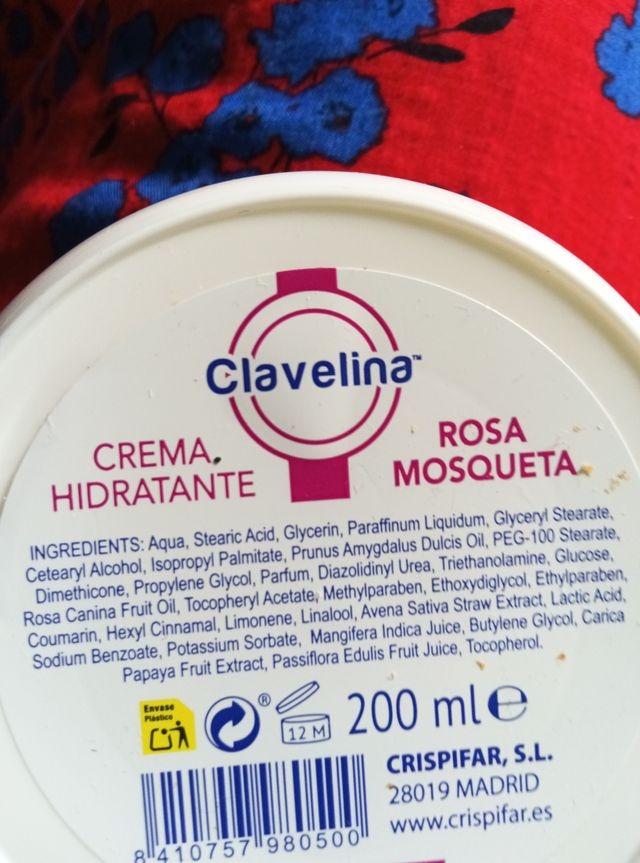 Clavelina™
CREMA
HIDRATANTE
ROSA
MOSQUETA
INGREDIENTS: Aqua, Stearic Acid, Glycerin, Paraffinum Liquidum, Glyceryl Stearate,
Cetearyl Alcohol, Isopropyl Palmitate, Prunus Amygdalus Dulcis Oil, PEG-100 Stearate,
Dimethicone, Propylene Glycol, Parfum, Diazolidinyl Urea, Triethanolamine, Glucose,
Rosa Canina Fruit Oil, Tocopheryl Acetate, Methylparaben, Ethoxydiglycol, Ethylparaben,
Coumarin, Hexyl Cinnamal, Limonene, Linalool, Avena Sativa Straw Extract, Lactic Acid,
Sodium Benzoate, Potassium Sorbate, Mangifera Indica Juice, Butylene Glycol, Carica
Papaya Fruit Extract, Passiflora Edulis Fruit Juice, Tocopherol.
Envase
Plástico
®
12 M
200 ml e
CRISPIFAR, S.L.
28019 MADRID
www.crispifar.es
8 410757 980500